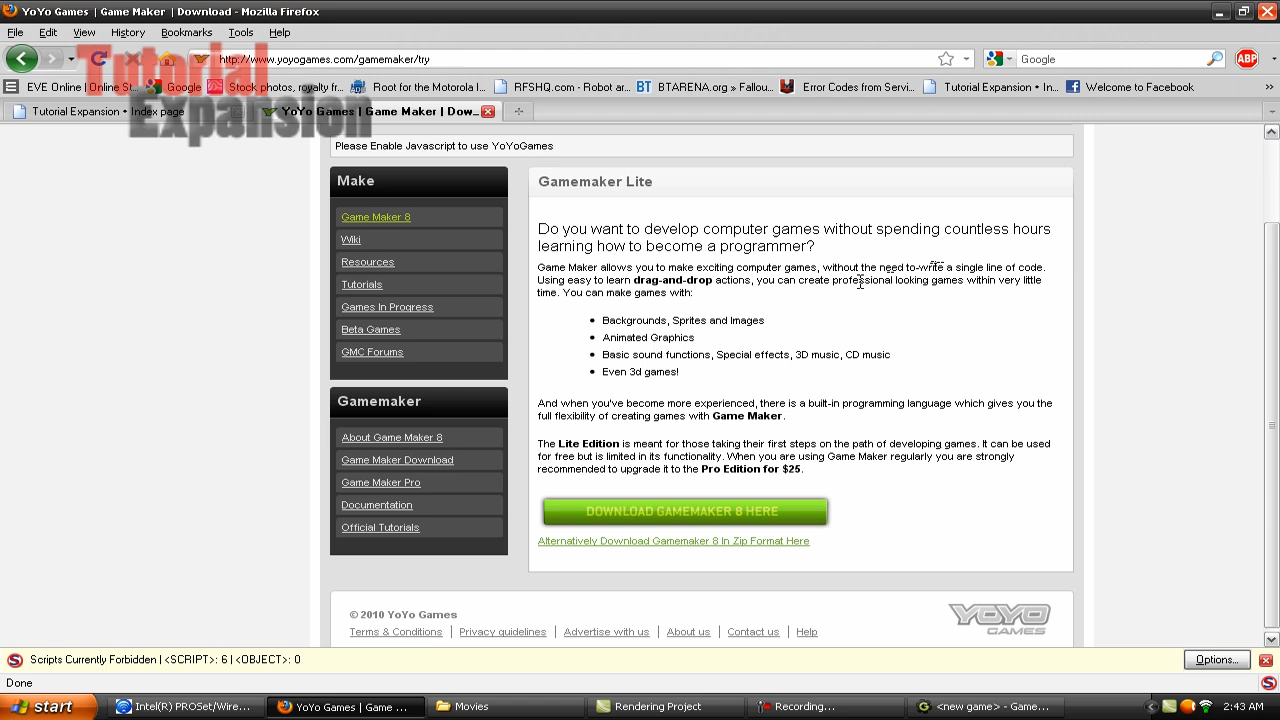 YoYo Games | Game Maker | Download - Mozilla Firefox
File Edit View History Bookmarks Tools Help
http://www.yoyogames.com/gamemaker/try
Google
ABP
Tutorial
Expansion
EVE Online | Online St... Google Stock photos, royalty fr... Root for the Motorola I... RFSHQ.com - Robot ar... BT BTARENA.org » Fallou... Error Codes from Servi... Tutorial Expansion • In... Welcome to Facebook »
Tutorial Expansion • Index page
YoYo Games | Game Maker | Dow...
Please Enable Javascript to use YoYoGames
Make
Game Maker 8
Wiki
Resources
Tutorials
Games In Progress
Beta Games
GMC Forums
Gamemaker
About Game Maker 8
Game Maker Download
Game Maker Pro
Documentation
Official Tutorials
Gamemaker Lite
Do you want to develop computer games without spending countless hours
learning how to become a programmer?
Game Maker allows you to make exciting computer games, without the need to write a single line of code.
Using easy to learn drag-and-drop actions, you can create professional looking games within very little
time. You can make games with:
• Backgrounds, Sprites and Images
• Animated Graphics
• Basic sound functions, Special effects, 3D music, CD music
• Even 3d games!
And when you've become more experienced, there is a built-in programming language which gives you the
full flexibility of creating games with Game Maker.
The Lite Edition is meant for those taking their first steps on the path of developing games. It can be used
for free but is limited in its functionality. When you are using Game Maker regularly you are strongly
recommended to upgrade it to the Pro Edition for $25.
DOWNLOAD GAMEMAKER 8 HERE
Alternatively Download Gamemaker 8 In Zip Format Here
© 2010 YoYo Games
Terms & Conditions | Privacy guidelines | Advertise with us | About us | Contact us | Help
YOYO
GAMES
Scripts Currently Forbidden | <SCRIPT>: 6 | <OBJECT>: 0
Options...
Done
start
Intel(R) PROSet/Wire...
YoYo Games | Game ...
Movies
Rendering Project
Recording...
<new game> - Game...
2:43 AM